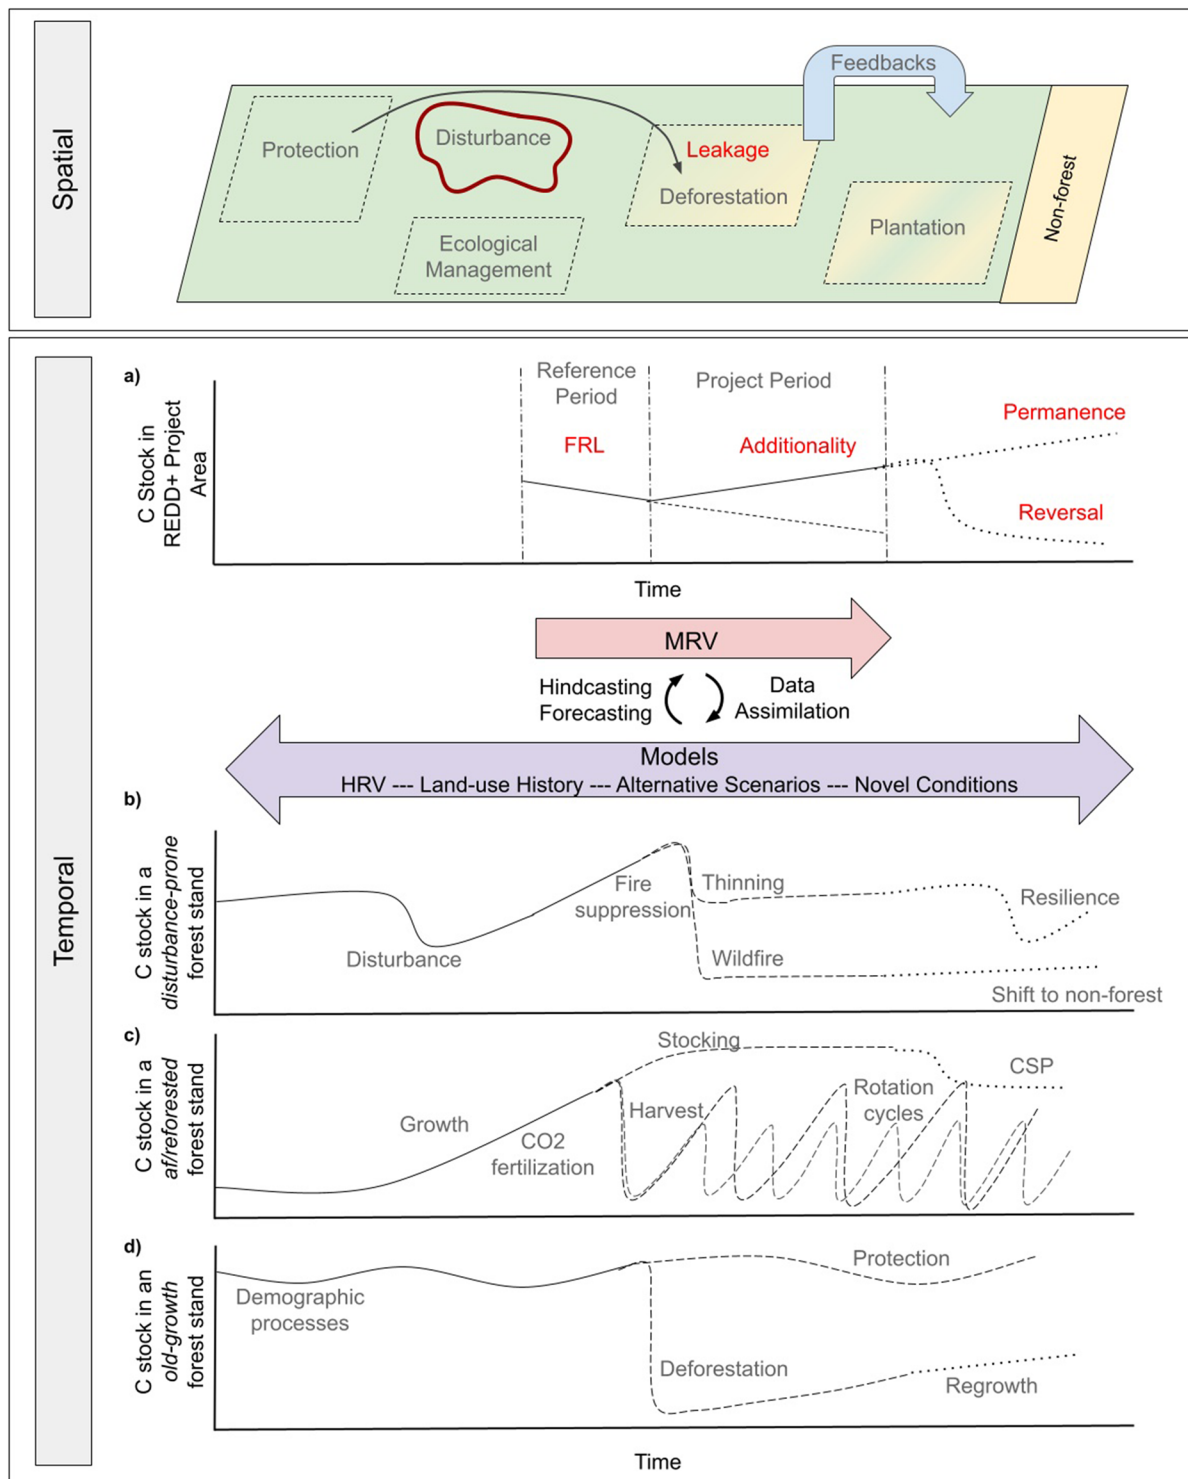 Spatial
Feedbacks
Protection
Disturbance
Leakage
Deforestation
Ecological
Management
Plantation
Non-forest
Temporal
a)
C Stock in
REDD+ Project
Area
Reference
Period
Project Period
FRL
Additionality
Permanence
Reversal
Time
MRV
Hindcasting
Forecasting
Data
Assimilation
Models
HRV --- Land-use History --- Alternative Scenarios --- Novel Conditions
b)
C stock in a
disturbance-prone
forest stand
Disturbance
Fire
suppression
Thinning
Wildfire
Resilience
Shift to non-forest
c)
C stock in a
af/reforested
forest stand
Growth
CO2
fertilization
Stocking
Harvest
Rotation
cycles
CSP
d)
C stock in an
old-growth
forest stand
Demographic
processes
Protection
Deforestation
Regrowth
Time